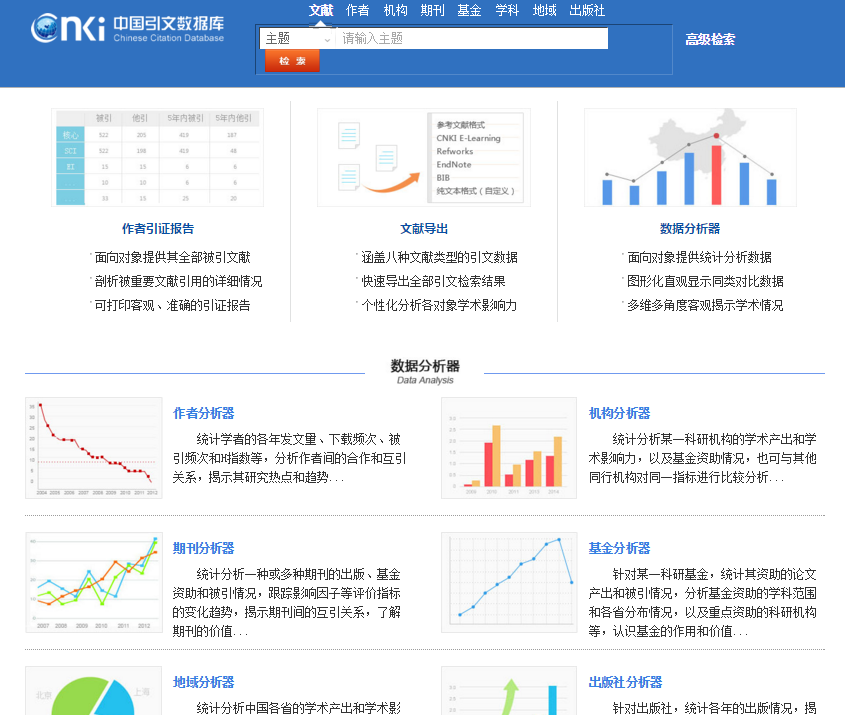 cnki 中国引文数据库
Chinese Citation Database
文献 作者 机构 期刊 基金 学科 地域 出版社
主题 请输入主题
高级检索
检 索
被引 他引 5年内被引 5年内他引
核心 522 205 419 187
SCI 522 198 419 48
EI 15 15 6 6
10 10 6 6
33 15 25 20
参考文献格式
CNKI E-Learning
Refworks
EndNote
BIB
纯文本格式（自定义）
作者引证报告
面向对象提供其全部被引文献
剖析被重要文献引用的详细情况
可打印客观、准确的引证报告
文献导出
涵盖八种文献类型的引文数据
快速导出全部引文检索结果
个性化分析各对象学术影响力
数据分析器
面向对象提供统计分析数据
图形化直观显示同类对比数据
多维多角度客观揭示学术情况
数据分析器
Data Analysis
作者分析器
统计学者的各年发文量、下载频次、被
引频次和H指数等，分析作者间的合作和互引
关系，揭示其研究热点和趋势...
机构分析器
统计分析某一科研机构的学术产出和学
术影响力，以及基金资助情况，也可与其他
同行机构对同一指标进行比较分析...
期刊分析器
统计分析一种或多种期刊的出版、基金
资助和被引情况，跟踪影响因子等评价指标
的变化趋势，揭示期刊间的互引关系，了解
期刊的价值...
2007 2008 2009 2010 2011 2012
基金分析器
针对某一科研基金，统计其资助的论文
产出和被引情况，分析基金资助的学科范围
和各省分布情况，以及重点资助的科研机构
等，认识基金的作用和价值...
北京 上海
地域分析器
统计分析中国各省的学术产出和学术影
出版社分析器
针对出版社，统计各年的出版情况，揭